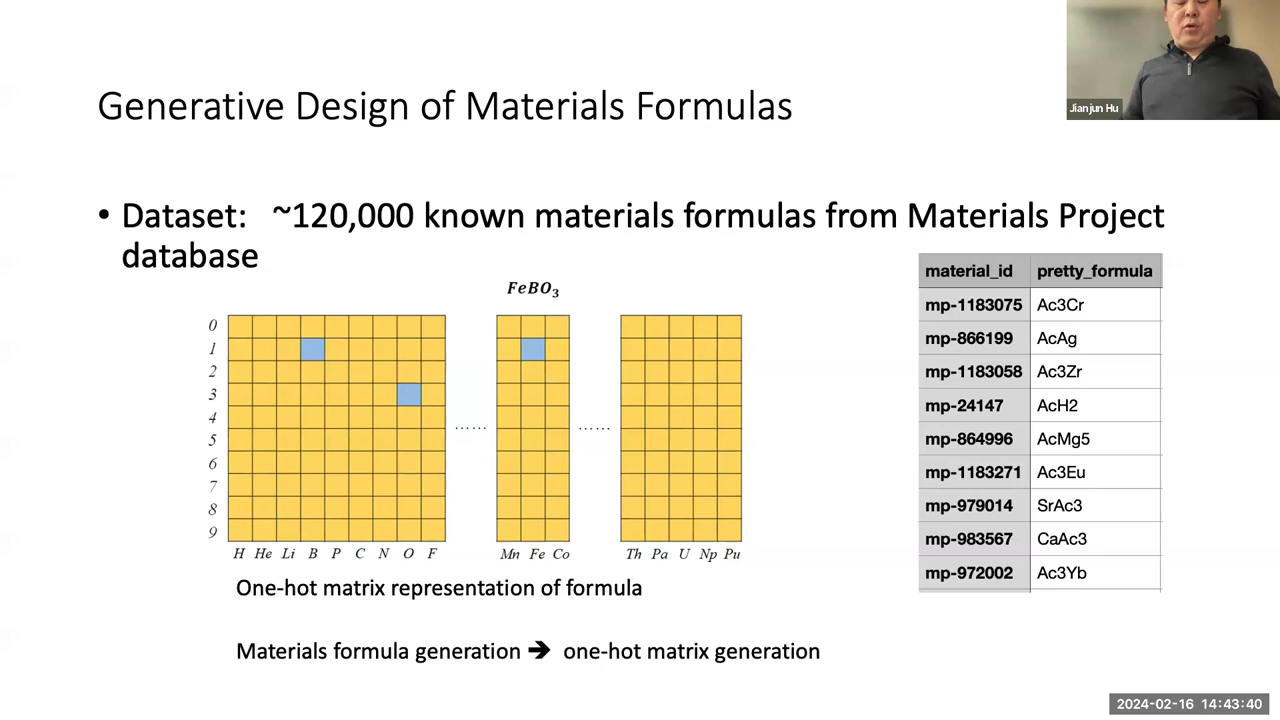 Jianjun Hu
Generative Design of Materials Formulas
• Dataset: ~120,000 known materials formulas from Materials Project
database
FeBO3
0
1
2
3
4
5
6
7
8
9
...... ......
H He Li B P C N O F Mn Fe Co Th Pa U Np Pu
One-hot matrix representation of formula
Materials formula generation ➔ one-hot matrix generation
material_id pretty_formula
mp-1183075 Ac3Cr
mp-866199 AcAg
mp-1183058 Ac3Zr
mp-24147 AcH2
mp-864996 AcMg5
mp-1183271 Ac3Eu
mp-979014 SrAc3
mp-983567 CaAc3
mp-972002 Ac3Yb
2024-02-16 14:43:40